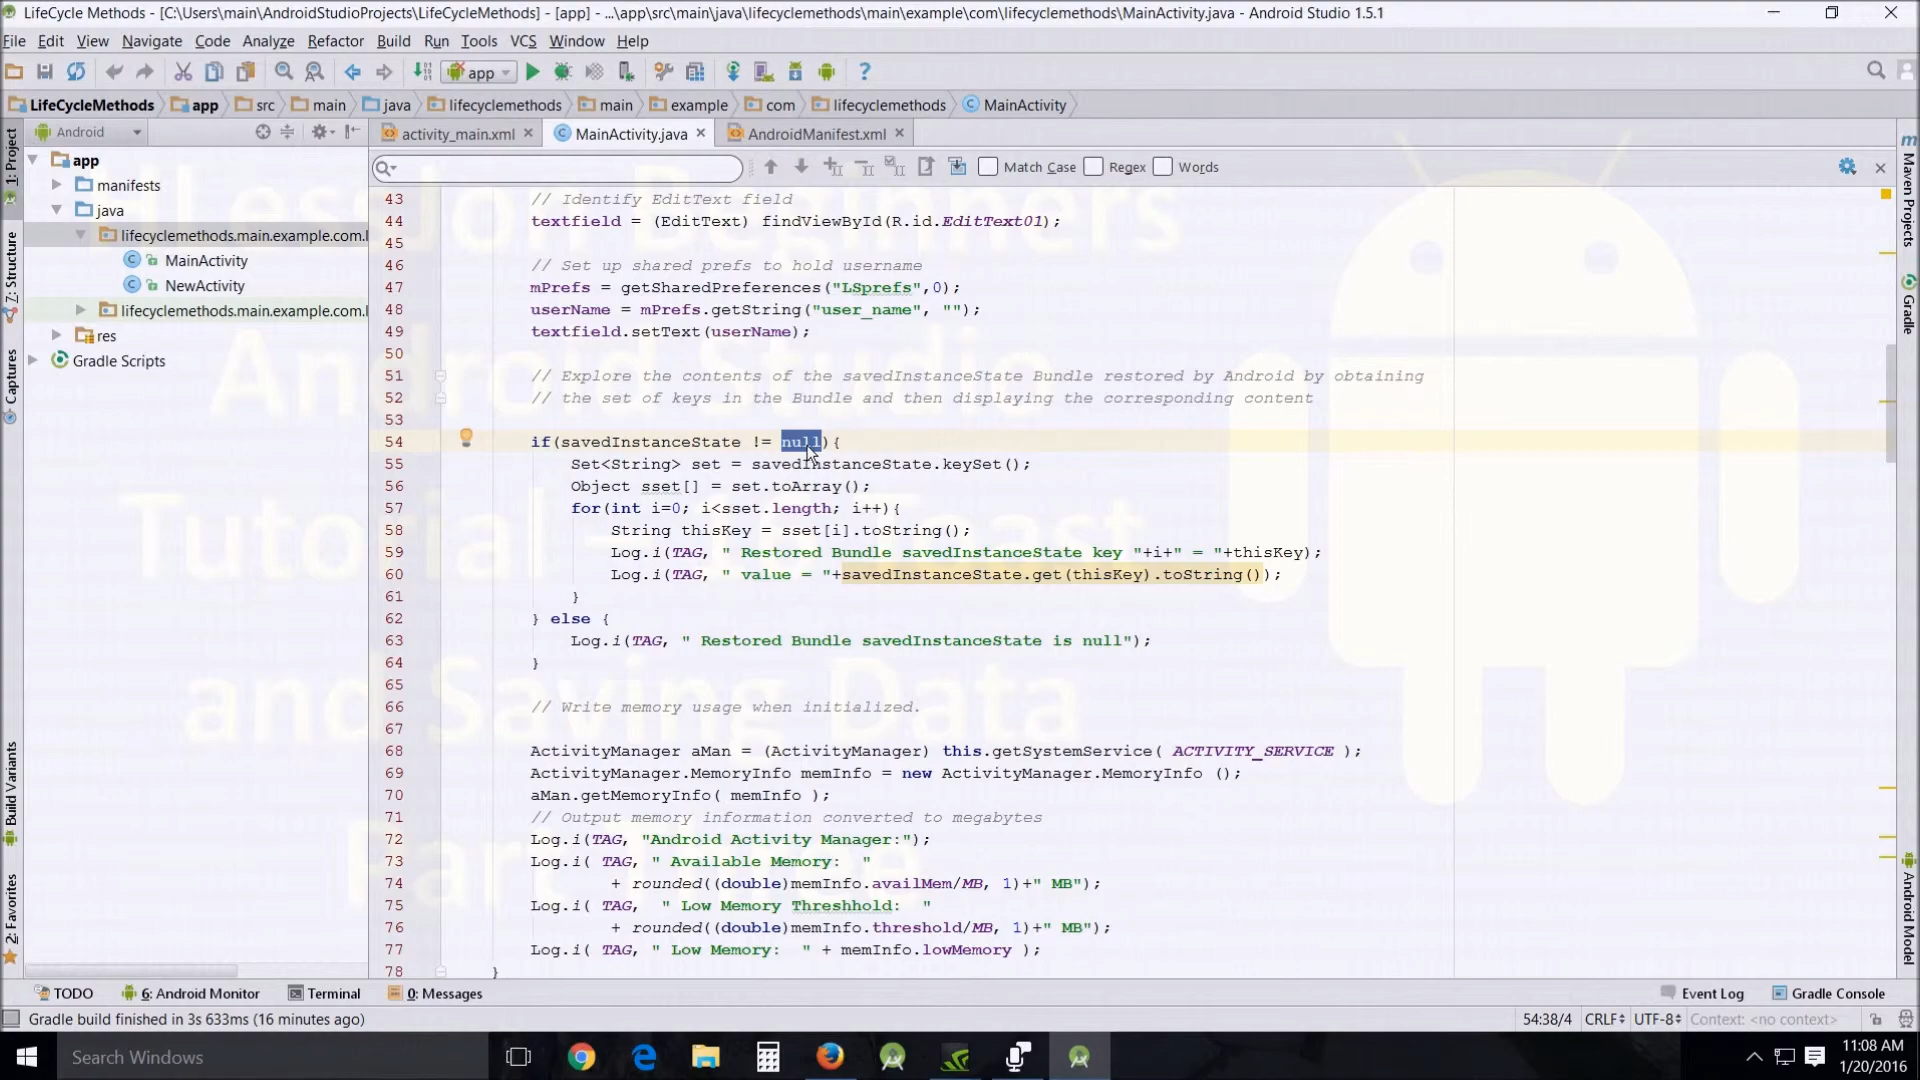 LifeCycle Methods - [C:\Users\main\AndroidStudioProjects\LifeCycleMethods] - [app] - ...\app\src\main\java\lifecyclemethods\main\example\com\lifecyclemethods\MainActivity.java - Android Studio 1.5.1
File Edit View Navigate Code Analyze Refactor Build Run Tools VCS Window Help
app
LifeCycleMethods app src main java lifecyclemethods main example com lifecyclemethods MainActivity
Android activity_main.xml MainActivity.java AndroidManifest.xml
Match Case Regex Words
1: Project
7: Structure
Captures
Build Variants
2: Favorites
app
manifests
java
lifecyclemethods.main.example.com.l
MainActivity
NewActivity
lifecyclemethods.main.example.com.l
res
Gradle Scripts
43 // Identify EditText field
44 textfield = (EditText) findViewById(R.id.EditText01);
45
46 // Set up shared prefs to hold username
47 mPrefs = getSharedPreferences("LSprefs",0);
48 userName = mPrefs.getString("user_name", "");
49 textfield.setText(userName);
50
51 // Explore the contents of the savedInstanceState Bundle restored by Android by obtaining
52 // the set of keys in the Bundle and then displaying the corresponding content
53
54 if(savedInstanceState != null){
55 Set<String> set = savedInstanceState.keySet();
56 Object sset[] = set.toArray();
57 for(int i=0; i<sset.length; i++){
58 String thisKey = sset[i].toString();
59 Log.i(TAG, " Restored Bundle savedInstanceState key "+i+" = "+thisKey);
60 Log.i(TAG, " value = "+savedInstanceState.get(thisKey).toString());
61 }
62 } else {
63 Log.i(TAG, " Restored Bundle savedInstanceState is null");
64 }
65
66 // Write memory usage when initialized.
67
68 ActivityManager aMan = (ActivityManager) this.getSystemService( ACTIVITY_SERVICE );
69 ActivityManager.MemoryInfo memInfo = new ActivityManager.MemoryInfo ();
70 aMan.getMemoryInfo( memInfo );
71 // Output memory information converted to megabytes
72 Log.i(TAG, "Android Activity Manager:");
73 Log.i( TAG, " Available Memory:  "
74 + rounded((double)memInfo.availMem/MB, 1)+" MB");
75 Log.i( TAG,  " Low Memory Threshhold:  "
76 + rounded((double)memInfo.threshold/MB, 1)+" MB");
77 Log.i( TAG, " Low Memory:  " + memInfo.lowMemory );
78 }
Beginners
Android Studio
Tutorial
Toast
and Saving Data
Maven Projects
Gradle
Android Model
TODO 6: Android Monitor Terminal 0: Messages Event Log Gradle Console
Gradle build finished in 3s 633ms (16 minutes ago) 54:38/4 CRLF UTF-8 Context: <no context>
Search Windows
11:08 AM
1/20/2016